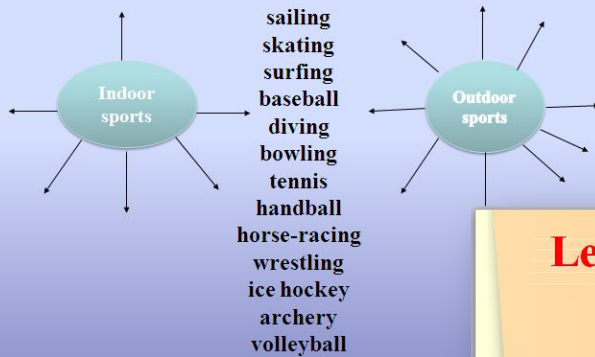 Indoor
sports
sailing
skating
surfing
baseball
diving
bowling
tennis
handball
horse-racing
wrestling
ice hockey
archery
volleyball
Outdoor
sports
Le